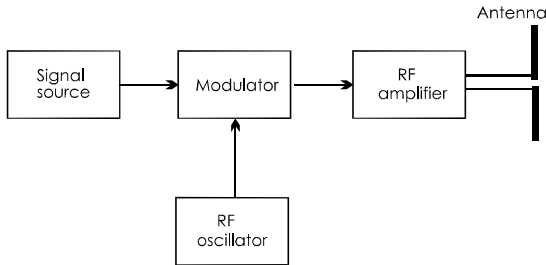 Antenna
Signal
source
Modulator
RF
amplifier
RF
oscillator